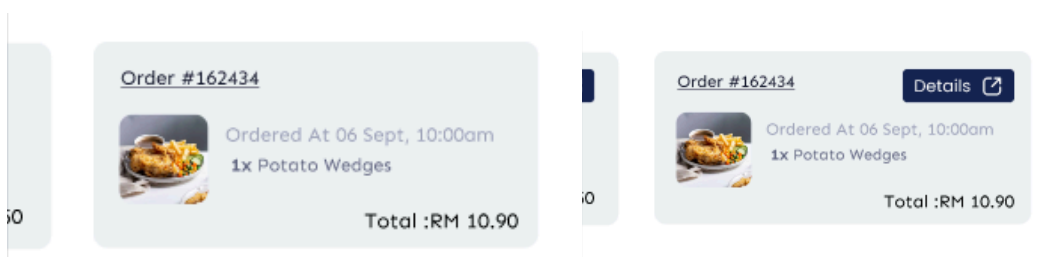 Order #162434
Ordered At 06 Sept, 10:00am
1x Potato Wedges
Total :RM 10.90
Order #162434
Details
Ordered At 06 Sept, 10:00am
1x Potato Wedges
Total :RM 10.90